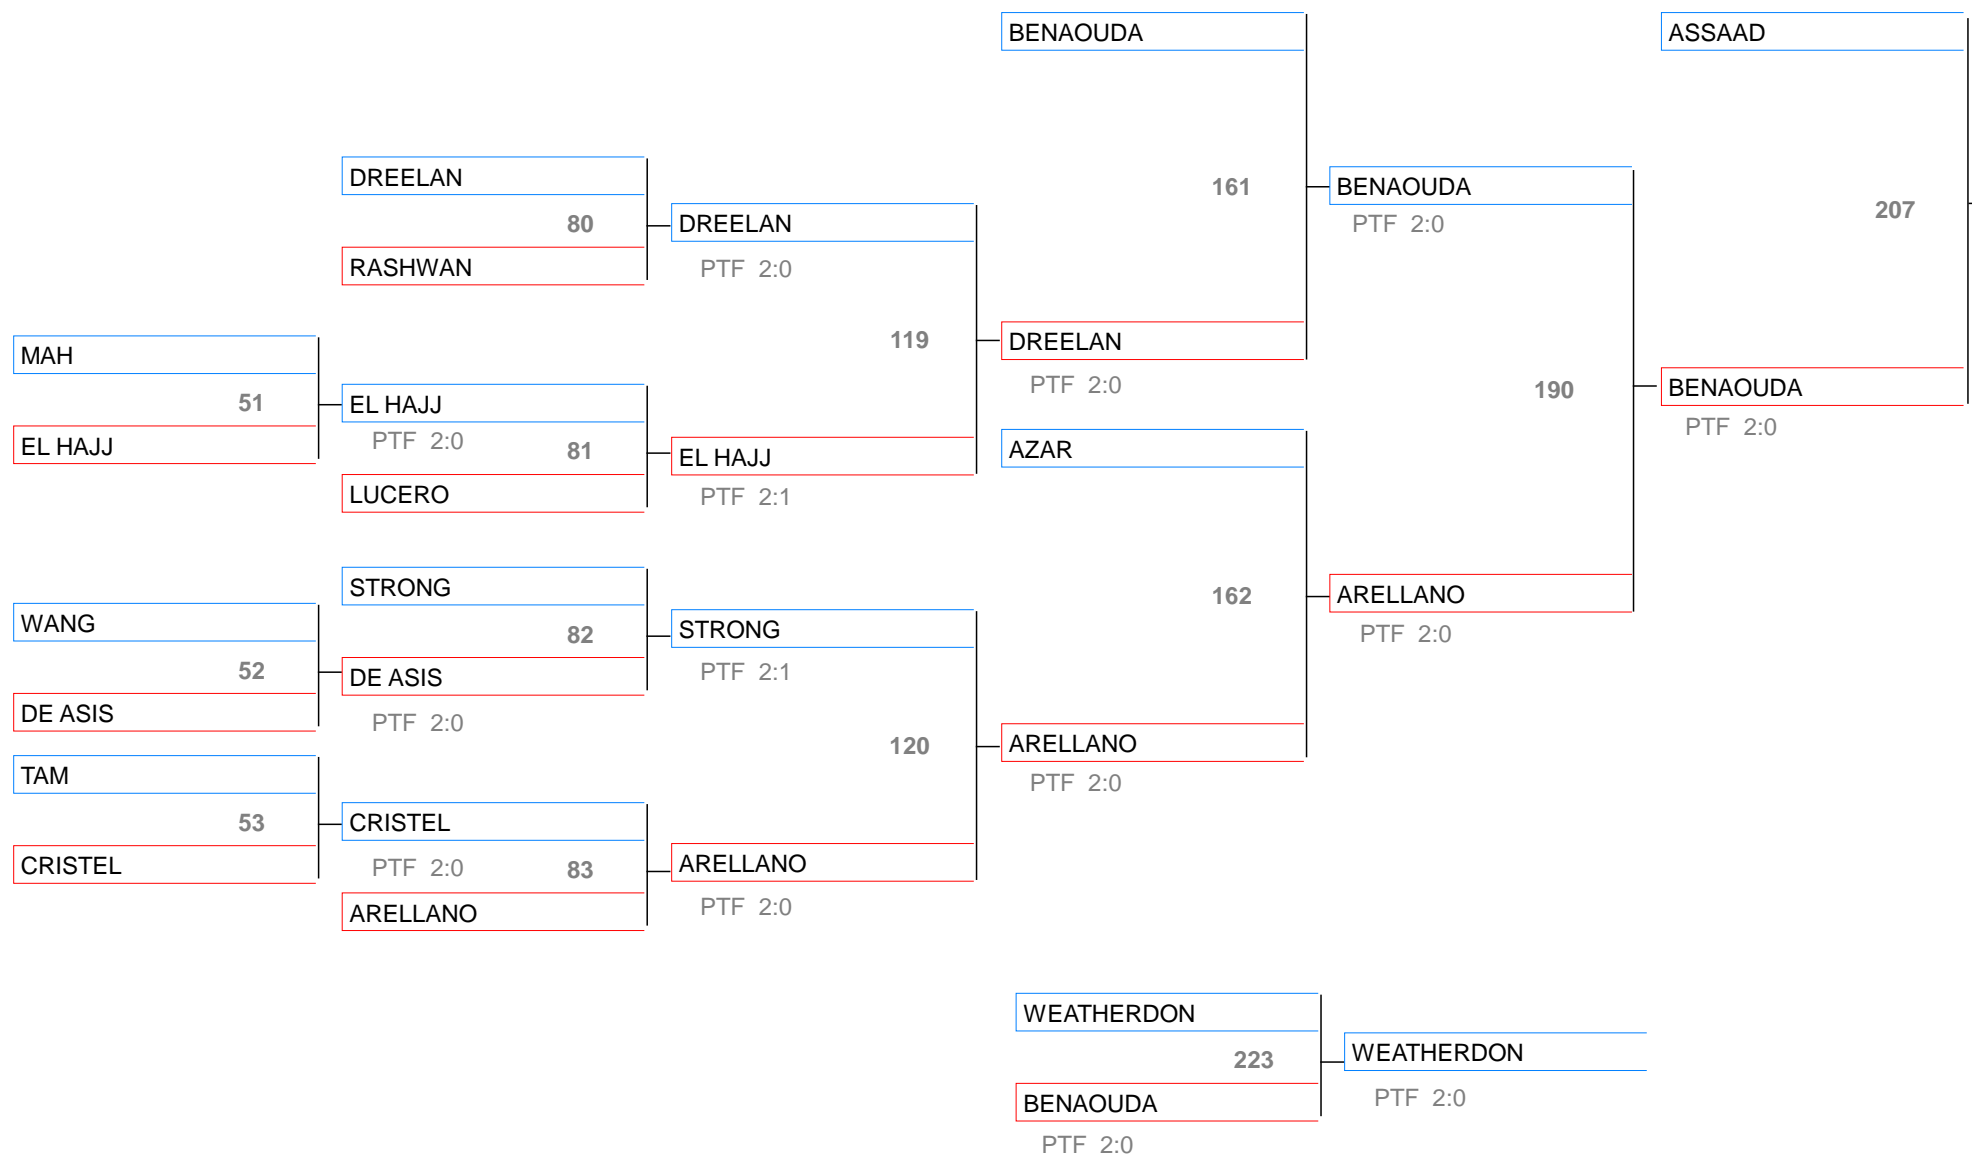 BENAOUDA
ASSAAD
DREELAN
161
BENAOUDA
80
DREELAN
207
PTF 2:0
RASHWAN
PTF 2:0
119
DREELAN
MAH
PTF 2:0
190
BENAOUDA
51
EL HAJJ
PTF 2:0
EL HAJJ
PTF 2:0
81
EL HAJJ
AZAR
LUCERO
PTF 2:1
STRONG
162
ARELLANO
WANG
82
STRONG
PTF 2:0
52
DE ASIS
PTF 2:1
DE ASIS
PTF 2:0
120
ARELLANO
TAM
PTF 2:0
53
CRISTEL
CRISTEL
PTF 2:0
83
ARELLANO
ARELLANO
PTF 2:0
WEATHERDON
223
WEATHERDON
BENAOUDA
PTF 2:0
PTF 2:0